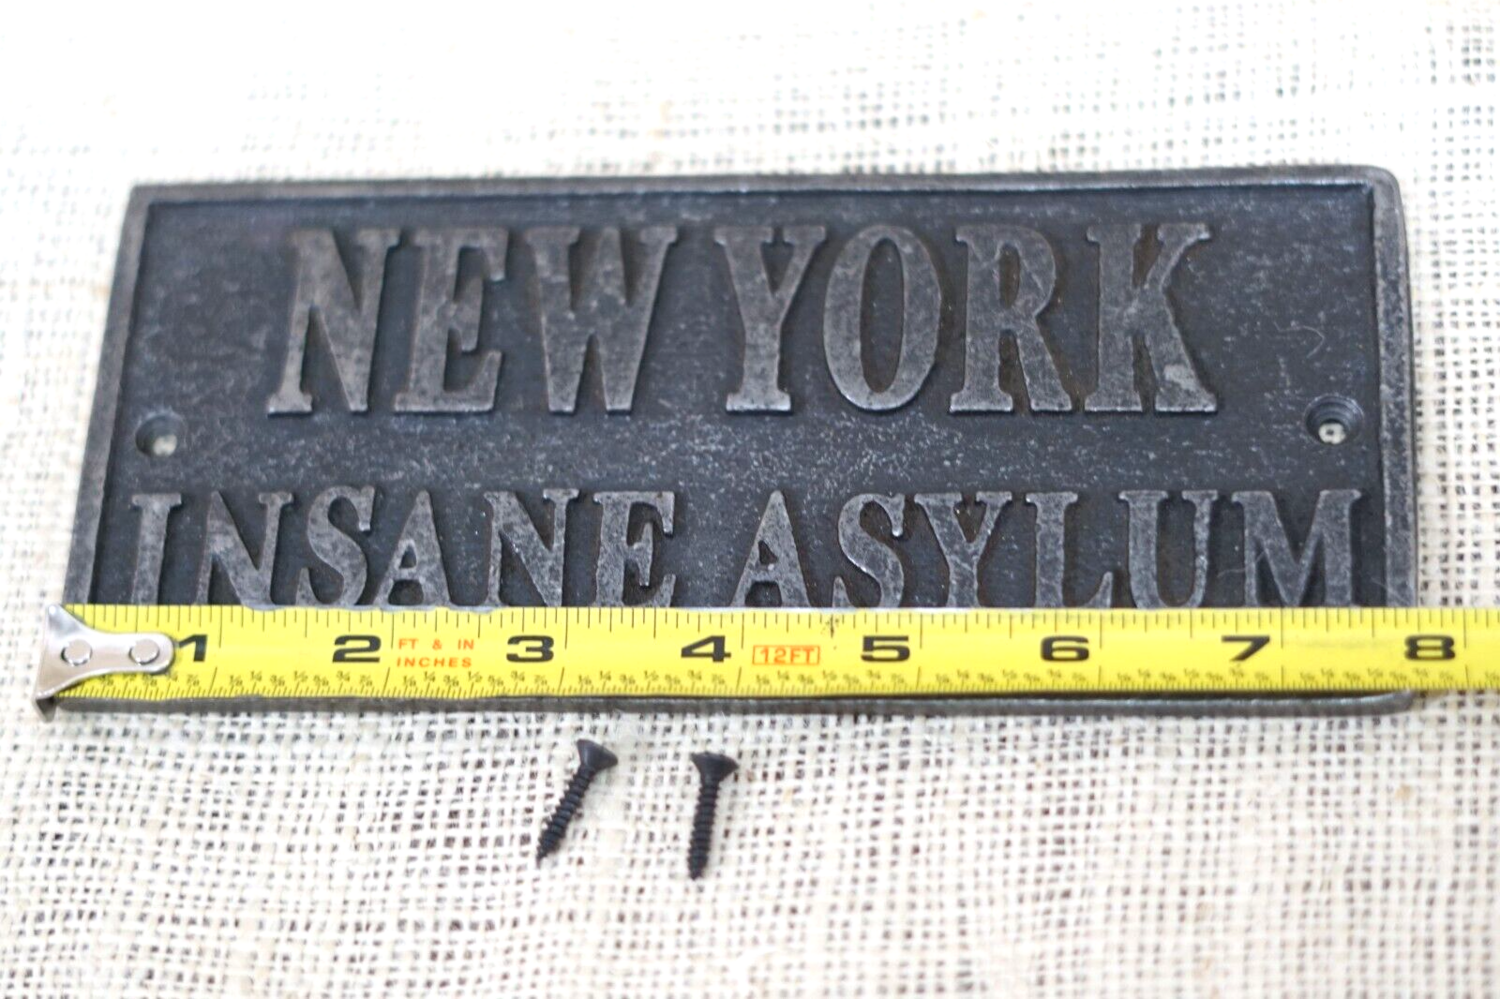 NEW YORK
INSANE ASYLUM
1 2 FT & IN 3 4 12FT 5 6 7 8
INCHES